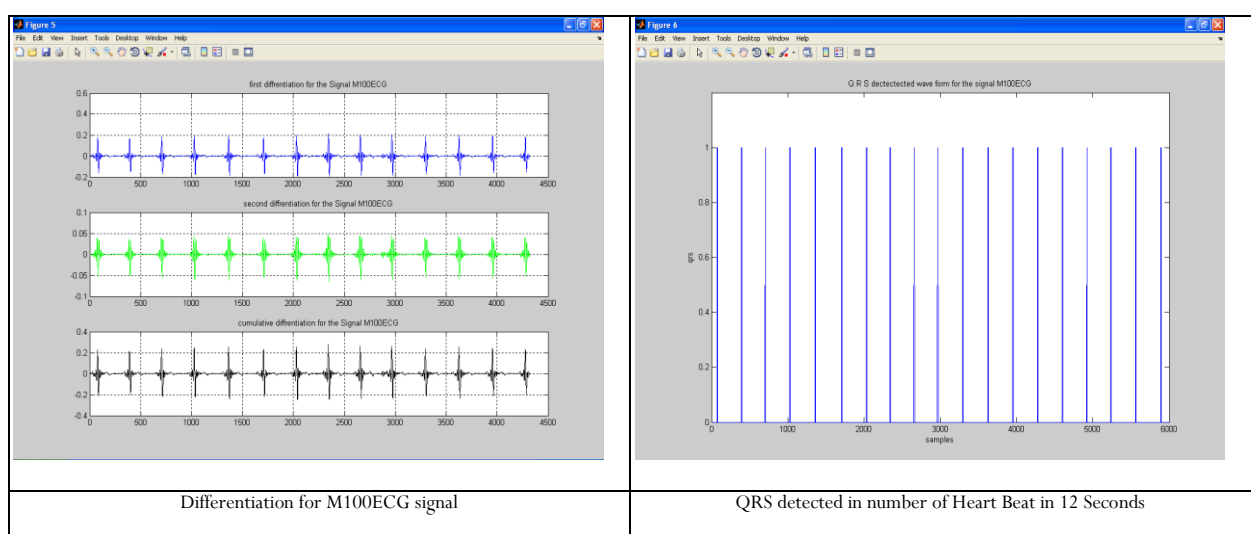 Figure 5
File Edit View Insert Tools Desktop Window Help
first diffrentiation for the Signal M100ECG
0.6
0.4
0.2
0
-0.2
0 500 1000 1500 2000 2500 3000 3500 4000 4500
second diffrentiation for the Signal M100ECG
0.1
0.05
0
-0.05
-0.1
0 500 1000 1500 2000 2500 3000 3500 4000 4500
cumulative diffrentiation for the Signal M100ECG
0.4
0.2
0
-0.2
-0.4
0 500 1000 1500 2000 2500 3000 3500 4000 4500
Figure 6
File Edit View Insert Tools Desktop Window Help
Q R S dectectected wave form for the signal M100ECG
1
0.8
0.6
0.4
0.2
0
qrs
0 1000 2000 3000 4000 5000 6000
samples
Differentiation for M100ECG signal
QRS detected in number of Heart Beat in 12 Seconds